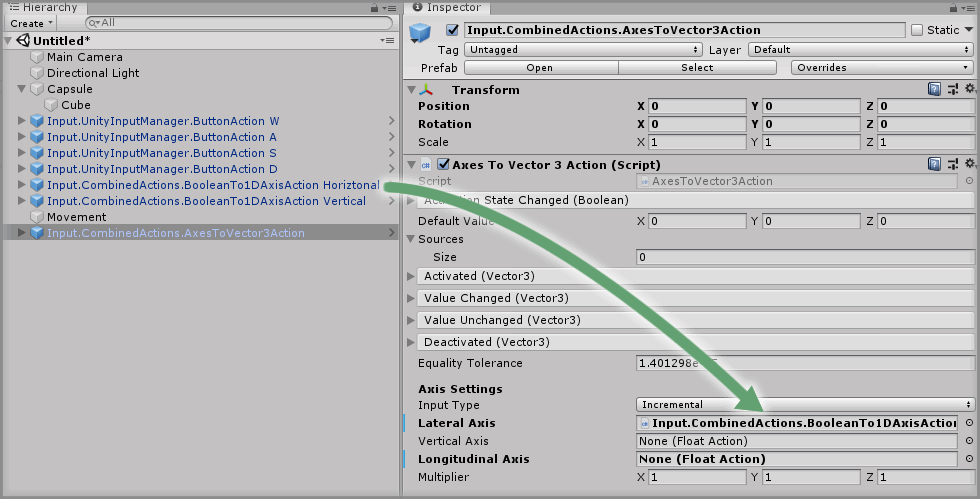 Hierarchy
Create
All
Untitled*
Main Camera
Directional Light
Capsule
Cube
Input.UnityInputManager.ButtonAction W
Input.UnityInputManager.ButtonAction A
Input.UnityInputManager.ButtonAction S
Input.UnityInputManager.ButtonAction D
Input.CombinedActions.BooleanTo1DAxisAction Horiztonal
Input.CombinedActions.BooleanTo1DAxisAction Vertical
Movement
Input.CombinedActions.AxesToVector3Action
Inspector
Input.CombinedActions.AxesToVector3Action Static
Tag Untagged Layer Default
Prefab Open Select Overrides
Transform
Position X 0 Y 0 Z 0
Rotation X 0 Y 0 Z 0
Scale X 1 Y 1 Z 1
Axes To Vector 3 Action (Script)
Script AxesToVector3Action
State Changed (Boolean)
Default Value X 0 Y 0 Z 0
Sources
Size 0
Activated (Vector3)
Value Changed (Vector3)
Value Unchanged (Vector3)
Deactivated (Vector3)
Equality Tolerance 1.401298e
Axis Settings
Input Type Incremental
Lateral Axis Input.CombinedActions.BooleanTo1DAxisAction
Vertical Axis None (Float Action)
Longitudinal Axis None (Float Action)
Multiplier X 1 Y 1 Z 1